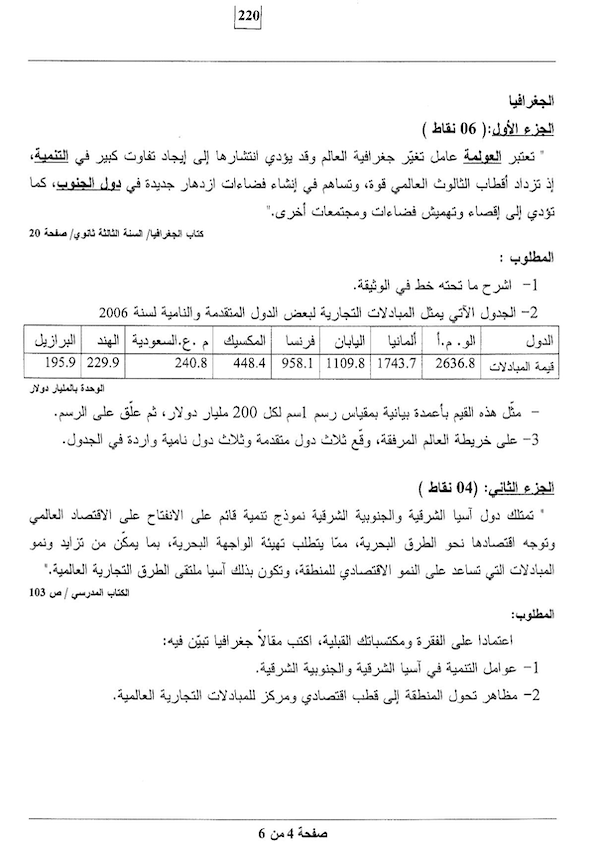 220
الجغرافيا
الجزء الأول:( 06 نقاط )
" تعتبر العولمة عامل تغيّر جغرافية العالم وقد يؤدي انتشارها إلى إيجاد تفاوت كبير في التنمية،
إذ تزداد أقطاب الثالوث العالمي قوة، وتساهم في إنشاء فضاءات ازدهار جديدة في دول الجنوب، كما
تؤدي إلى إقصاء وتهميش فضاءات ومجتمعات أخرى."
كتاب الجغرافيا/ السنة الثالثة ثانوي/ صفحة 20
المطلوب :
1- اشرح ما تحته خط في الوثيقة.
2- الجدول الآتي يمثل المبادلات التجارية لبعض الدول المتقدمة والنامية لسنة 2006
الدول الو. م.أ ألمانيا اليابان فرنسا المكسيك م .ع.السعودية الهند البرازيل
قيمة المبادلات 2636.8 1743.7 1109.8 958.1 448.4 240.8 229.9 195.9
الوحدة بالمليار دولار
- مثّل هذه القيم بأعمدة بيانية بمقياس رسم 1سم لكل 200 مليار دولار، ثم علّق على الرسم.
3- على خريطة العالم المرفقة، وقّع ثلاث دول متقدمة وثلاث دول نامية واردة في الجدول.
الجزء الثاني: (04 نقاط )
" تمتلك دول آسيا الشرقية والجنوبية الشرقية نموذج تنمية قائم على الانفتاح على الاقتصاد العالمي
وتوجه اقتصادها نحو الطرق البحرية، ممّا يتطلب تهيئة الواجهة البحرية، بما يمكّن من تزايد ونمو
المبادلات التي تساعد على النمو الاقتصادي للمنطقة، وتكون بذلك آسيا ملتقى الطرق التجارية العالمية."
الكتاب المدرسي/ ص 103
المطلوب:
اعتمادا على الفقرة ومكتسباتك القبلية، اكتب مقالاً جغرافيا تبيّن فيه:
1- عوامل التنمية في آسيا الشرقية والجنوبية الشرقية.
2- مظاهر تحول المنطقة إلى قطب اقتصادي ومركز للمبادلات التجارية العالمية.
صفحة 4 من 6